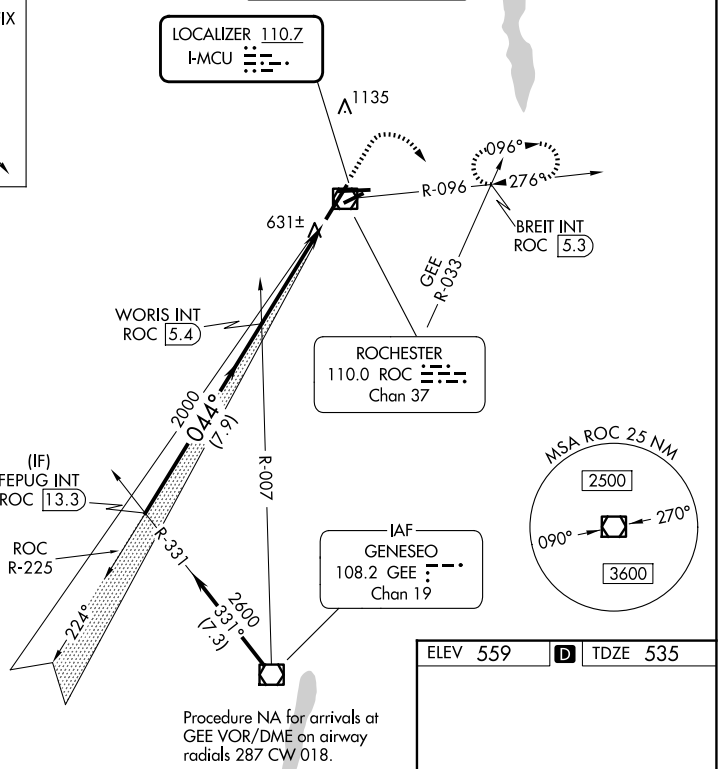 IX
LOCALIZER 110.7
I-MCU
1135
096°
R-096
276°
631±
BREIT INT
ROC 5.3
GEE
R-033
WORIS INT
ROC 5.4
ROCHESTER
110.0 ROC
Chan 37
2000
044°
(7.9)
R-007
MSA ROC 25 NM
2500
090°
270°
3600
(IF)
FEPUG INT
ROC 13.3
R-331
ROC
R-225
IAF
GENESEO
108.2 GEE
Chan 19
2600
331°
(7.3)
224°
ELEV 559 D TDZE 535
Procedure NA for arrivals at
GEE VOR/DME on airway
radials 287 CW 018.